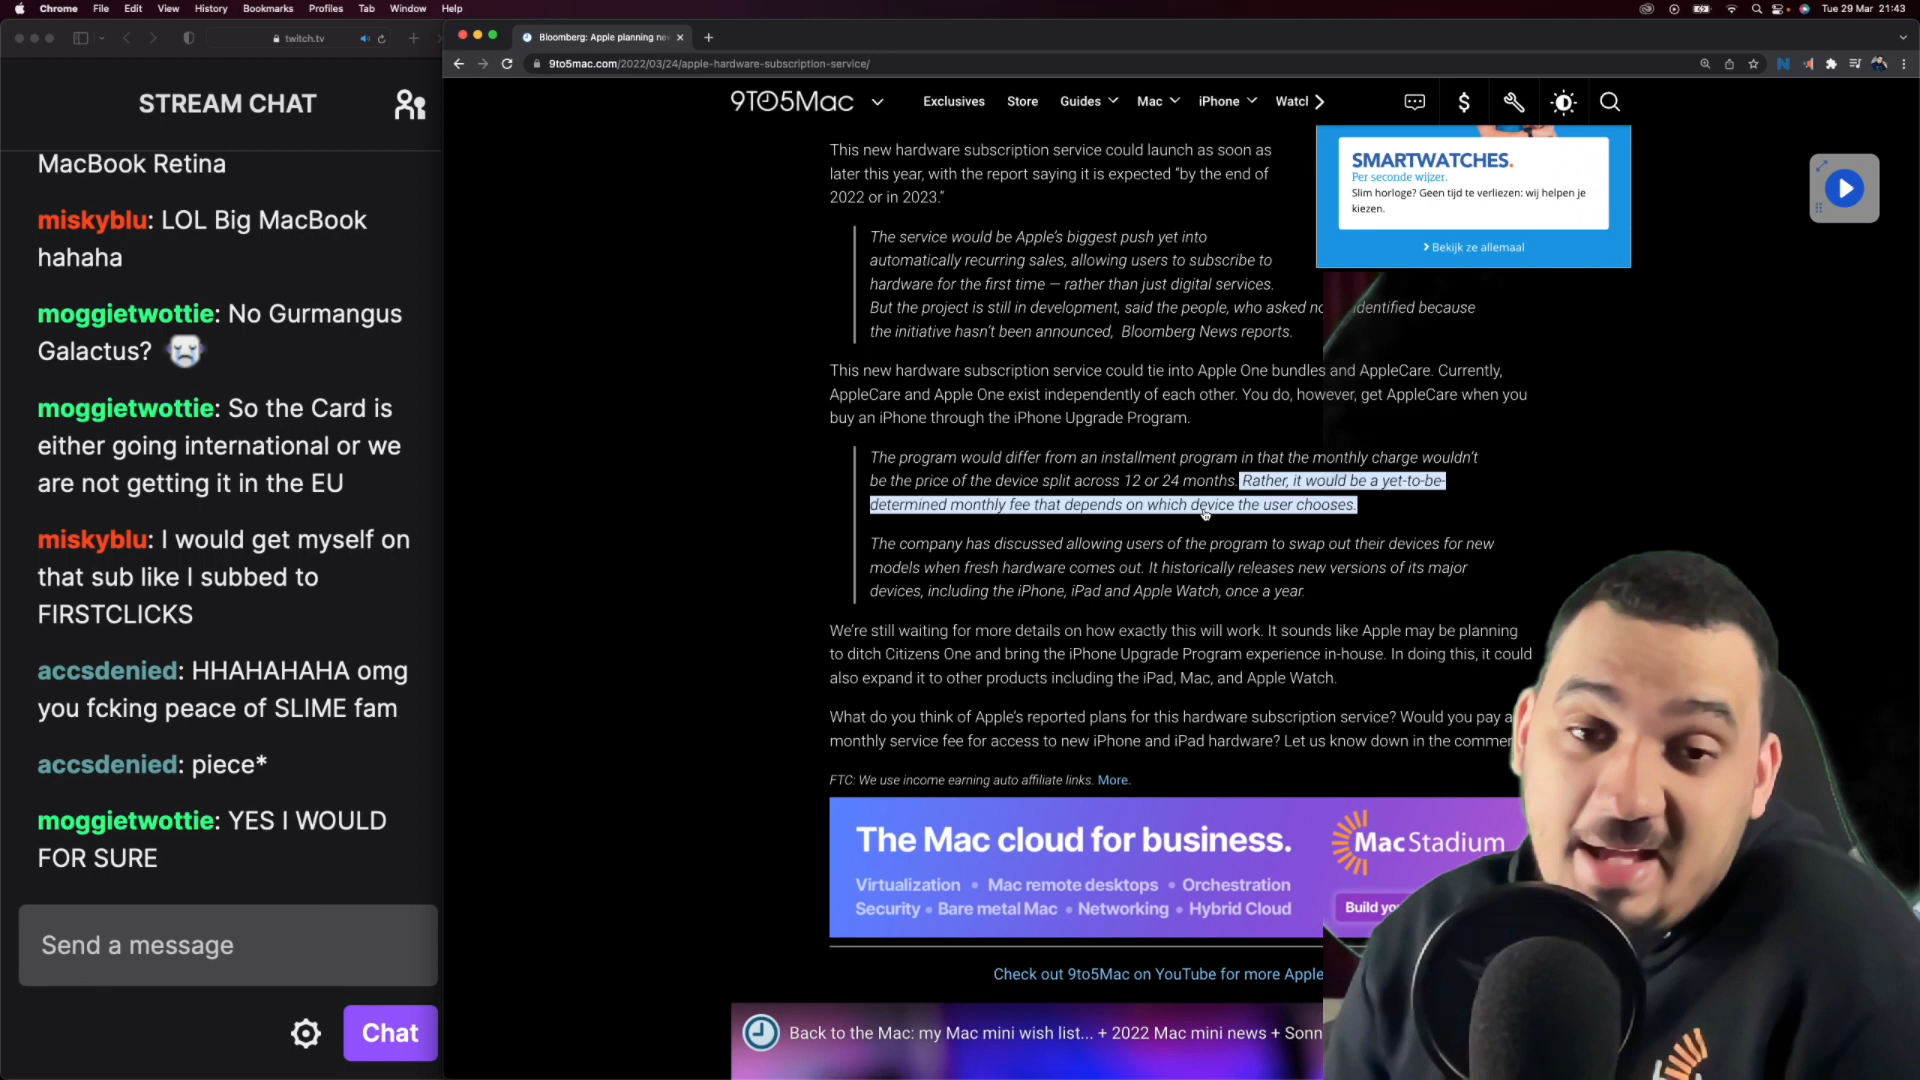 Chrome File Edit View History Bookmarks Profiles Tab Window Help Tue 29 Mar 21:43
twitch.tv
STREAM CHAT
MacBook Retina
miskyblu: LOL Big MacBook
hahaha
moggietwottie: No Gurmangus
Galactus?
moggietwottie: So the Card is
either going international or we
are not getting it in the EU
miskyblu: I would get myself on
that sub like I subbed to
FIRSTCLICKS
accsdenied: HHAHAHAHA omg
you fcking peace of SLIME fam
accsdenied: piece*
moggietwottie: YES I WOULD
FOR SURE
Send a message
Chat
Bloomberg: Apple planning ne
9to5mac.com/2022/03/24/apple-hardware-subscription-service/
9TO5Mac Exclusives Store Guides Mac iPhone Watcl
This new hardware subscription service could launch as soon as
later this year, with the report saying it is expected “by the end of
2022 or in 2023.”
The service would be Apple’s biggest push yet into
automatically recurring sales, allowing users to subscribe to
hardware for the first time — rather than just digital services.
But the project is still in development, said the people, who asked no identified because
the initiative hasn’t been announced, Bloomberg News reports.
This new hardware subscription service could tie into Apple One bundles and AppleCare. Currently,
AppleCare and Apple One exist independently of each other. You do, however, get AppleCare when you
buy an iPhone through the iPhone Upgrade Program.
The program would differ from an installment program in that the monthly charge wouldn’t
be the price of the device split across 12 or 24 months. Rather, it would be a yet-to-be-
determined monthly fee that depends on which device the user chooses.
The company has discussed allowing users of the program to swap out their devices for new
models when fresh hardware comes out. It historically releases new versions of its major
devices, including the iPhone, iPad and Apple Watch, once a year.
We’re still waiting for more details on how exactly this will work. It sounds like Apple may be planning
to ditch Citizens One and bring the iPhone Upgrade Program experience in-house. In doing this, it could
also expand it to other products including the iPad, Mac, and Apple Watch.
What do you think of Apple’s reported plans for this hardware subscription service? Would you pay a
monthly service fee for access to new iPhone and iPad hardware? Let us know down in the commen
FTC: We use income earning auto affiliate links. More.
SMARTWATCHES.
Per seconde wijzer.
Slim horloge? Geen tijd te verliezen: wij helpen je
kiezen.
Bekijk ze allemaal
The Mac cloud for business.
Virtualization • Mac remote desktops • Orchestration
Security • Bare metal Mac • Networking • Hybrid Cloud
MacStadium
Build yo
Check out 9to5Mac on YouTube for more Apple
Back to the Mac: my Mac mini wish list... + 2022 Mac mini news + Sonn